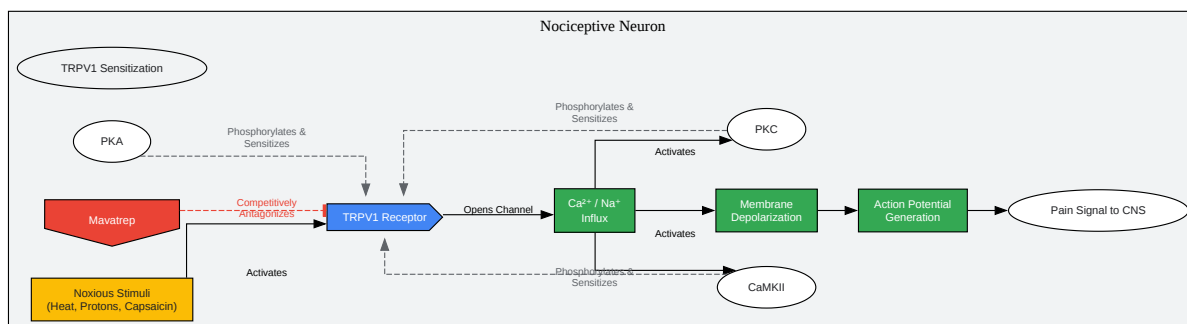 Nociceptive Neuron
TRPV1 Sensitization
PKA
Phosphorylates &
Sensitizes
Phosphorylates &
Sensitizes
PKC
Activates
Mavatrep
Competitively
Antagonizes
TRPV1 Receptor
Opens Channel
Ca²⁺ / Na⁺
Influx
Membrane
Depolarization
Action Potential
Generation
Pain Signal to CNS
Activates
Activates
Noxious Stimuli
(Heat, Protons, Capsaicin)
Phosphorylates &
Sensitizes
CaMKII